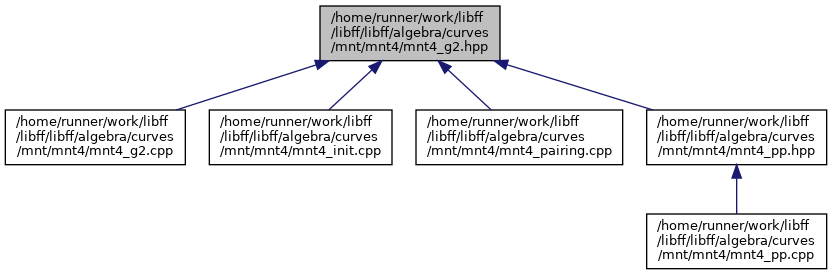 /home/runner/work/libff
/libff/libff/algebra/curves
/mnt/mnt4/mnt4_g2.hpp
/home/runner/work/libff
/libff/libff/algebra/curves
/mnt/mnt4/mnt4_g2.cpp
/home/runner/work/libff
/libff/libff/algebra/curves
/mnt/mnt4/mnt4_init.cpp
/home/runner/work/libff
/libff/libff/algebra/curves
/mnt/mnt4/mnt4_pairing.cpp
/home/runner/work/libff
/libff/libff/algebra/curves
/mnt/mnt4/mnt4_pp.hpp
/home/runner/work/libff
/libff/libff/algebra/curves
/mnt/mnt4/mnt4_pp.cpp